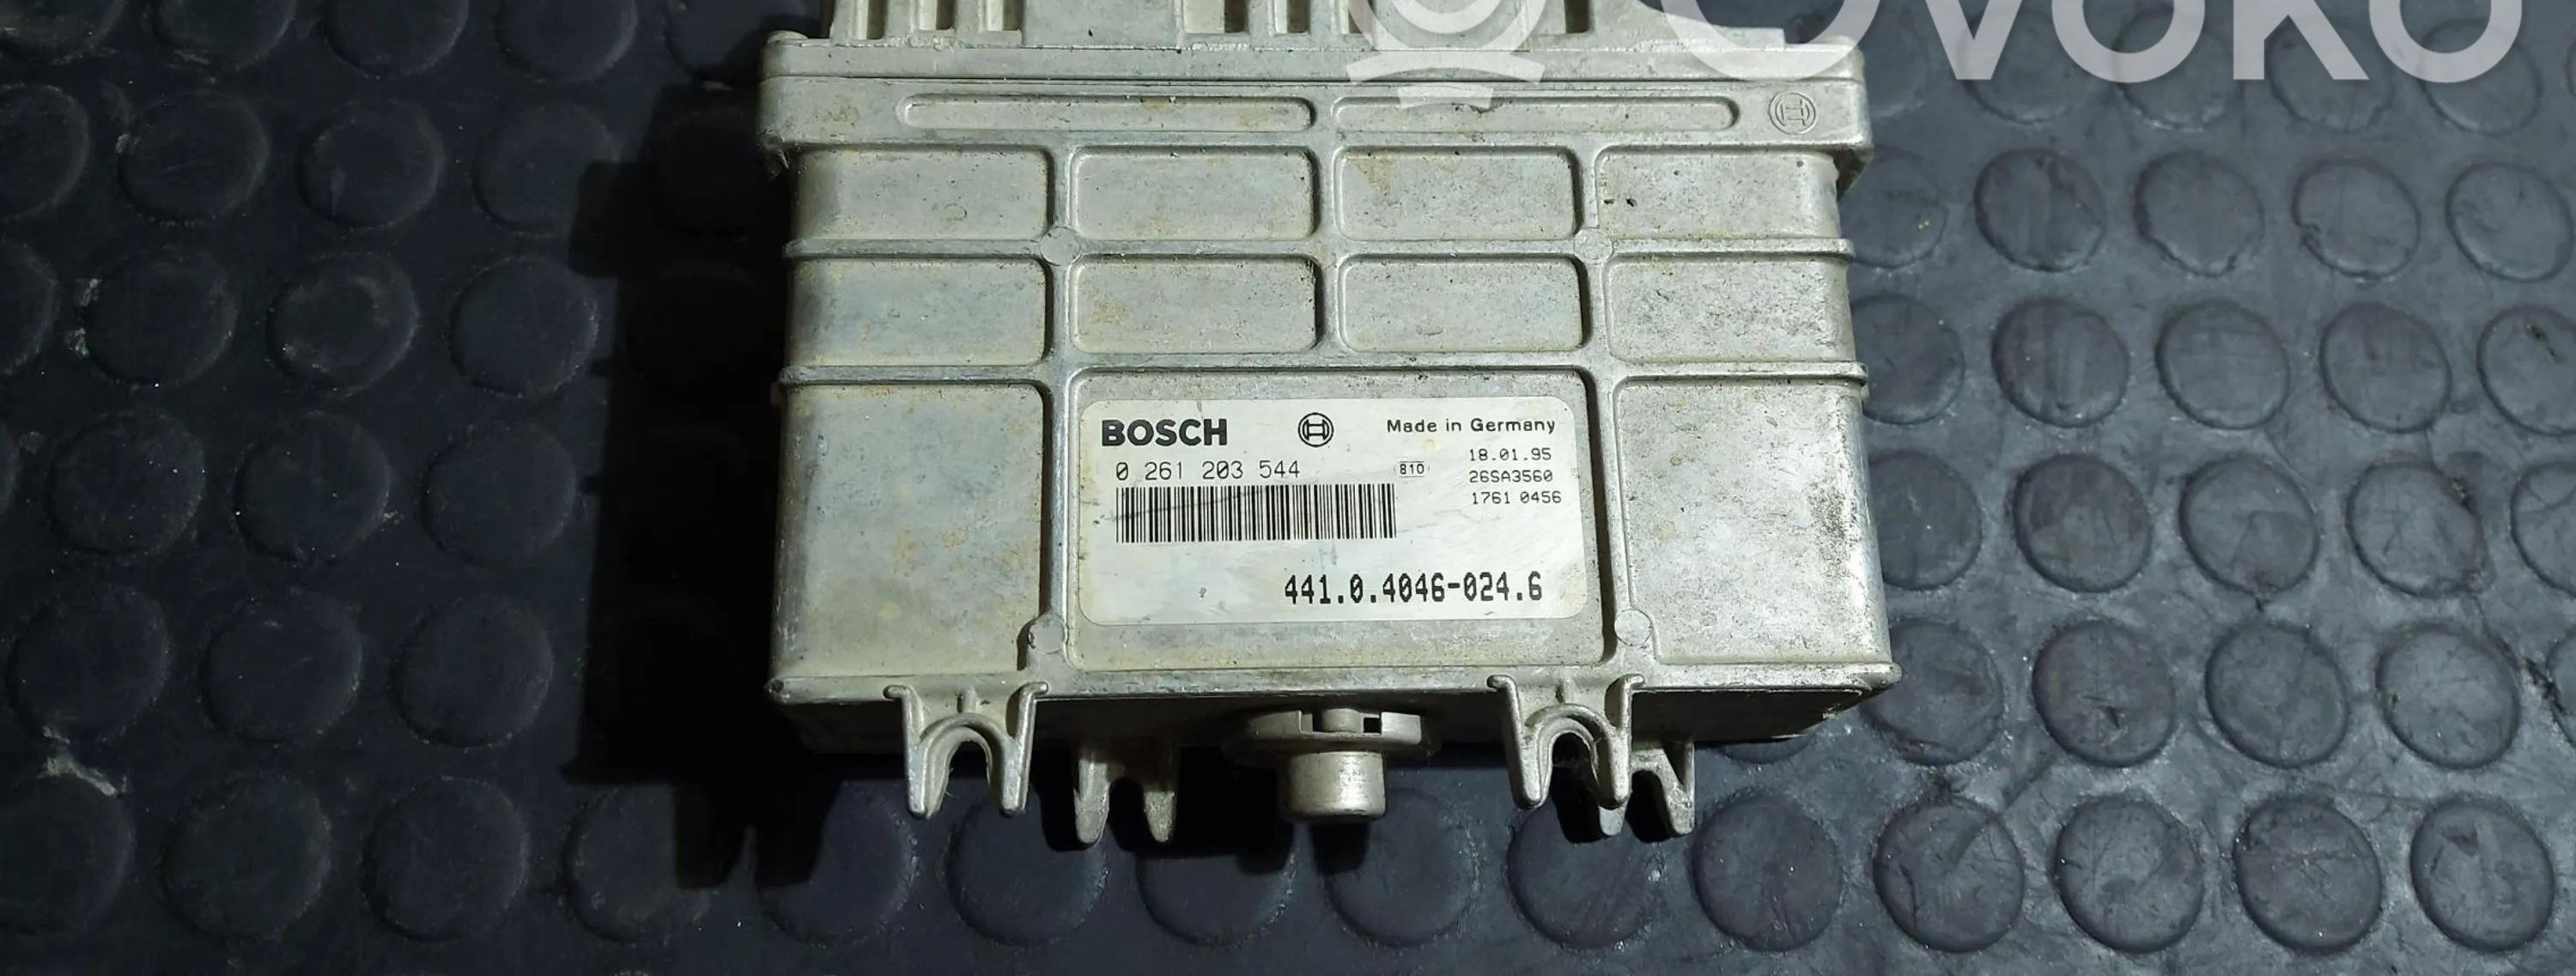 OVOKO
BOSCH
Made in Germany
0 261 203 544
810
18.01.95
26SA3560
1761 0456
441.0.4046-024.6